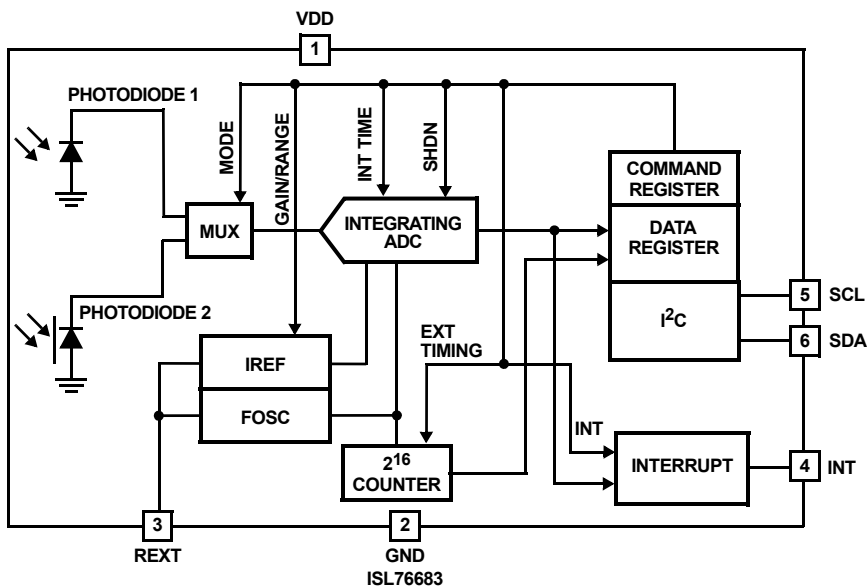 VDD
1
PHOTODIODE 1
MODE
GAIN/RANGE
INT TIME
SHDN
COMMAND
REGISTER
MUX
INTEGRATING
ADC
DATA
REGISTER
PHOTODIODE 2
I2C
5
SCL
6
SDA
EXT
TIMING
IREF
FOSC
INT
2^16
COUNTER
INTERRUPT
4
INT
3
REXT
2
GND
ISL76683